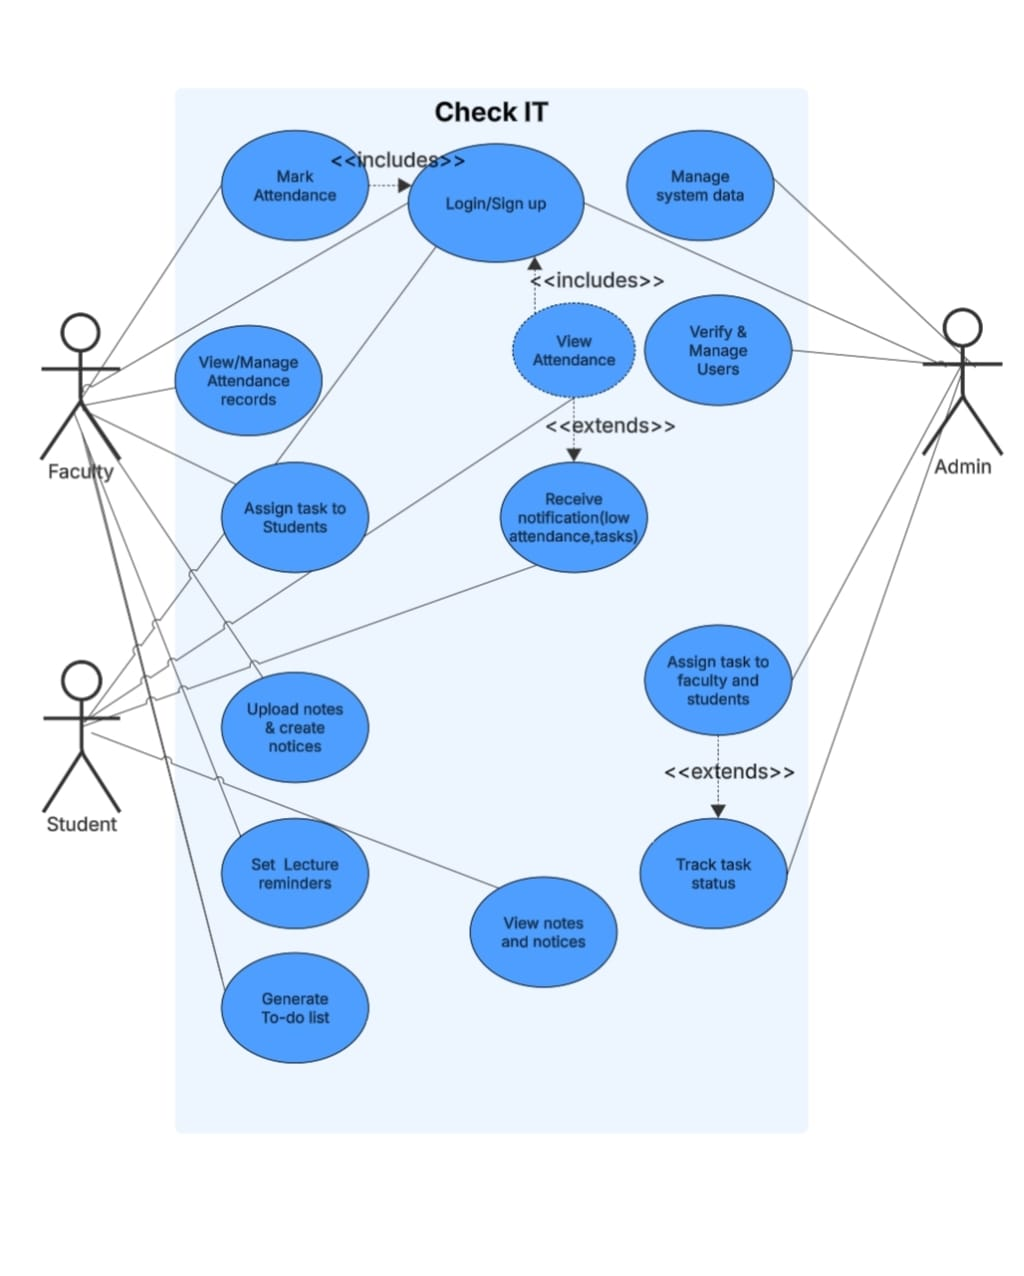 Check IT
<<includes>>
Mark
Attendance
Login/Sign up
Manage
system data
<<includes>>
View
Attendance
Verify &
Manage
Users
View/Manage
Attendance
records
<<extends>>
Faculty
Admin
Assign task to
Students
Receive
notification(low
attendance,tasks)
Assign task to
faculty and
students
Upload notes
& create
notices
<<extends>>
Student
Set  Lecture
reminders
Track task
status
View notes
and notices
Generate
To-do list